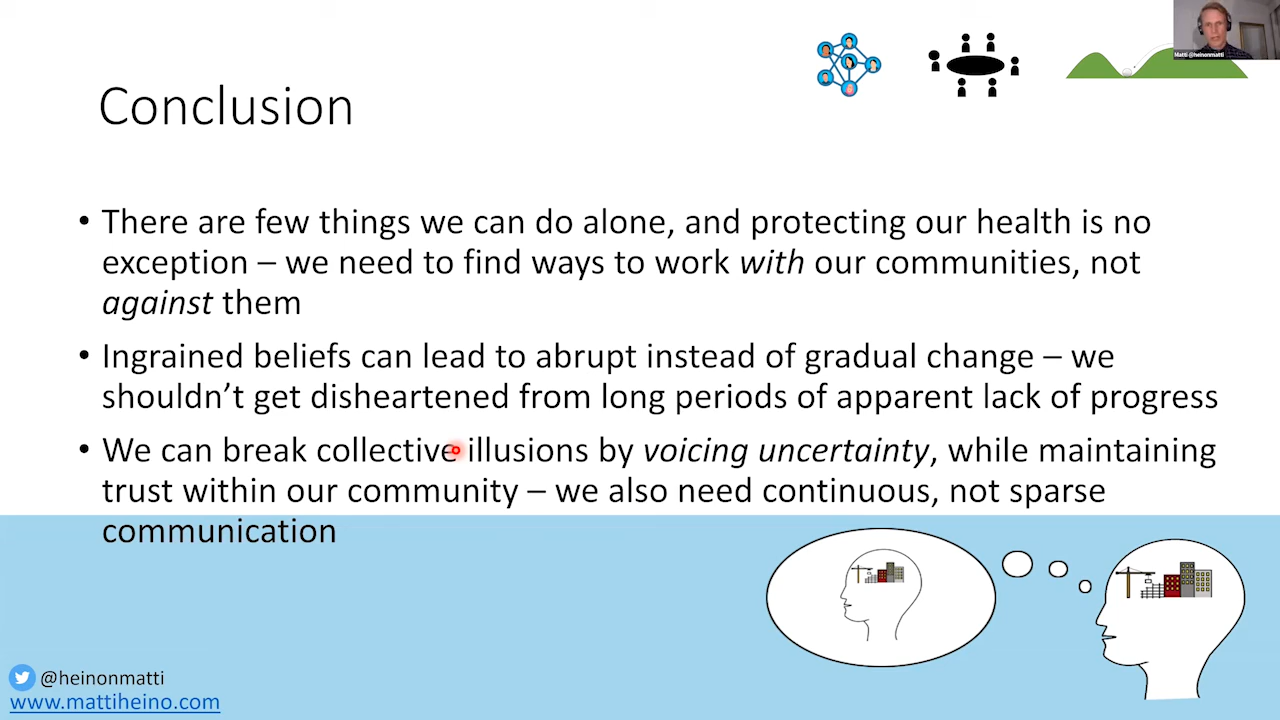 Matti @heinonmatti
Conclusion
• There are few things we can do alone, and protecting our health is no
exception – we need to find ways to work with our communities, not
against them
• Ingrained beliefs can lead to abrupt instead of gradual change – we
shouldn’t get disheartened from long periods of apparent lack of progress
• We can break collective illusions by voicing uncertainty, while maintaining
trust within our community – we also need continuous, not sparse
communication
@heinonmatti
www.mattiheino.com